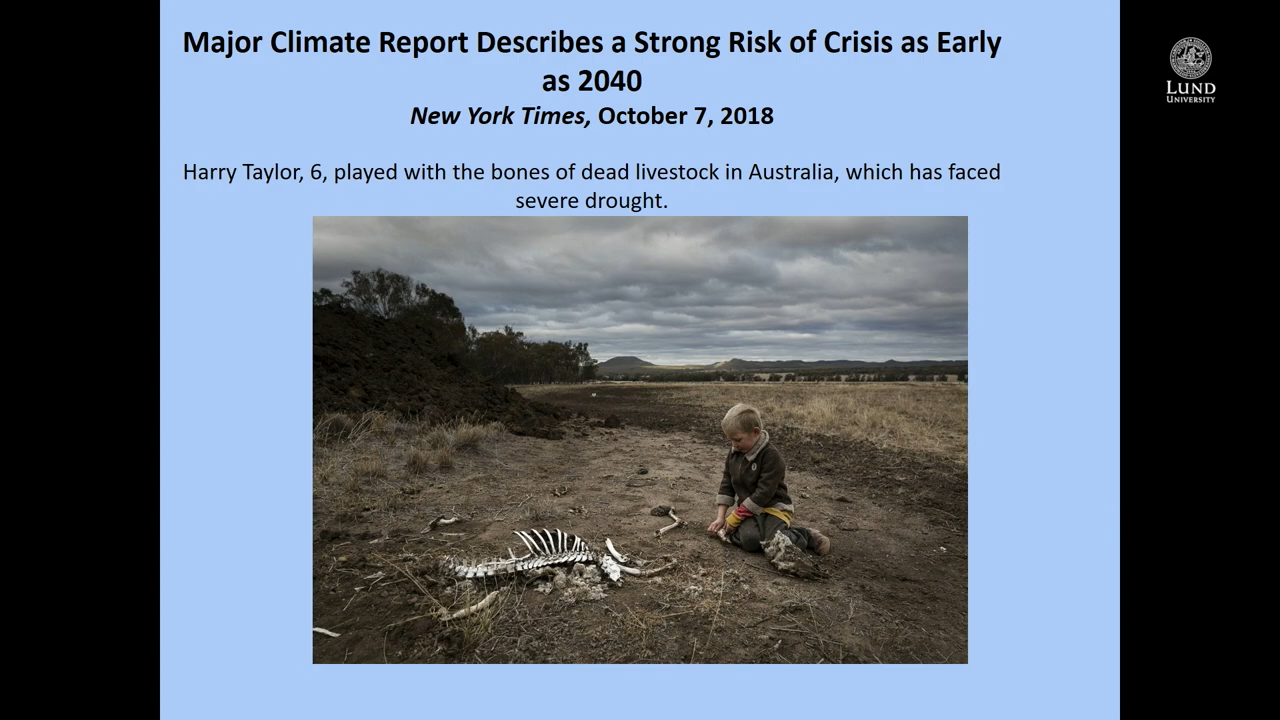 Major Climate Report Describes a Strong Risk of Crisis as Early
as 2040
New York Times, October 7, 2018
Harry Taylor, 6, played with the bones of dead livestock in Australia, which has faced
severe drought.
LUND
UNIVERSITY